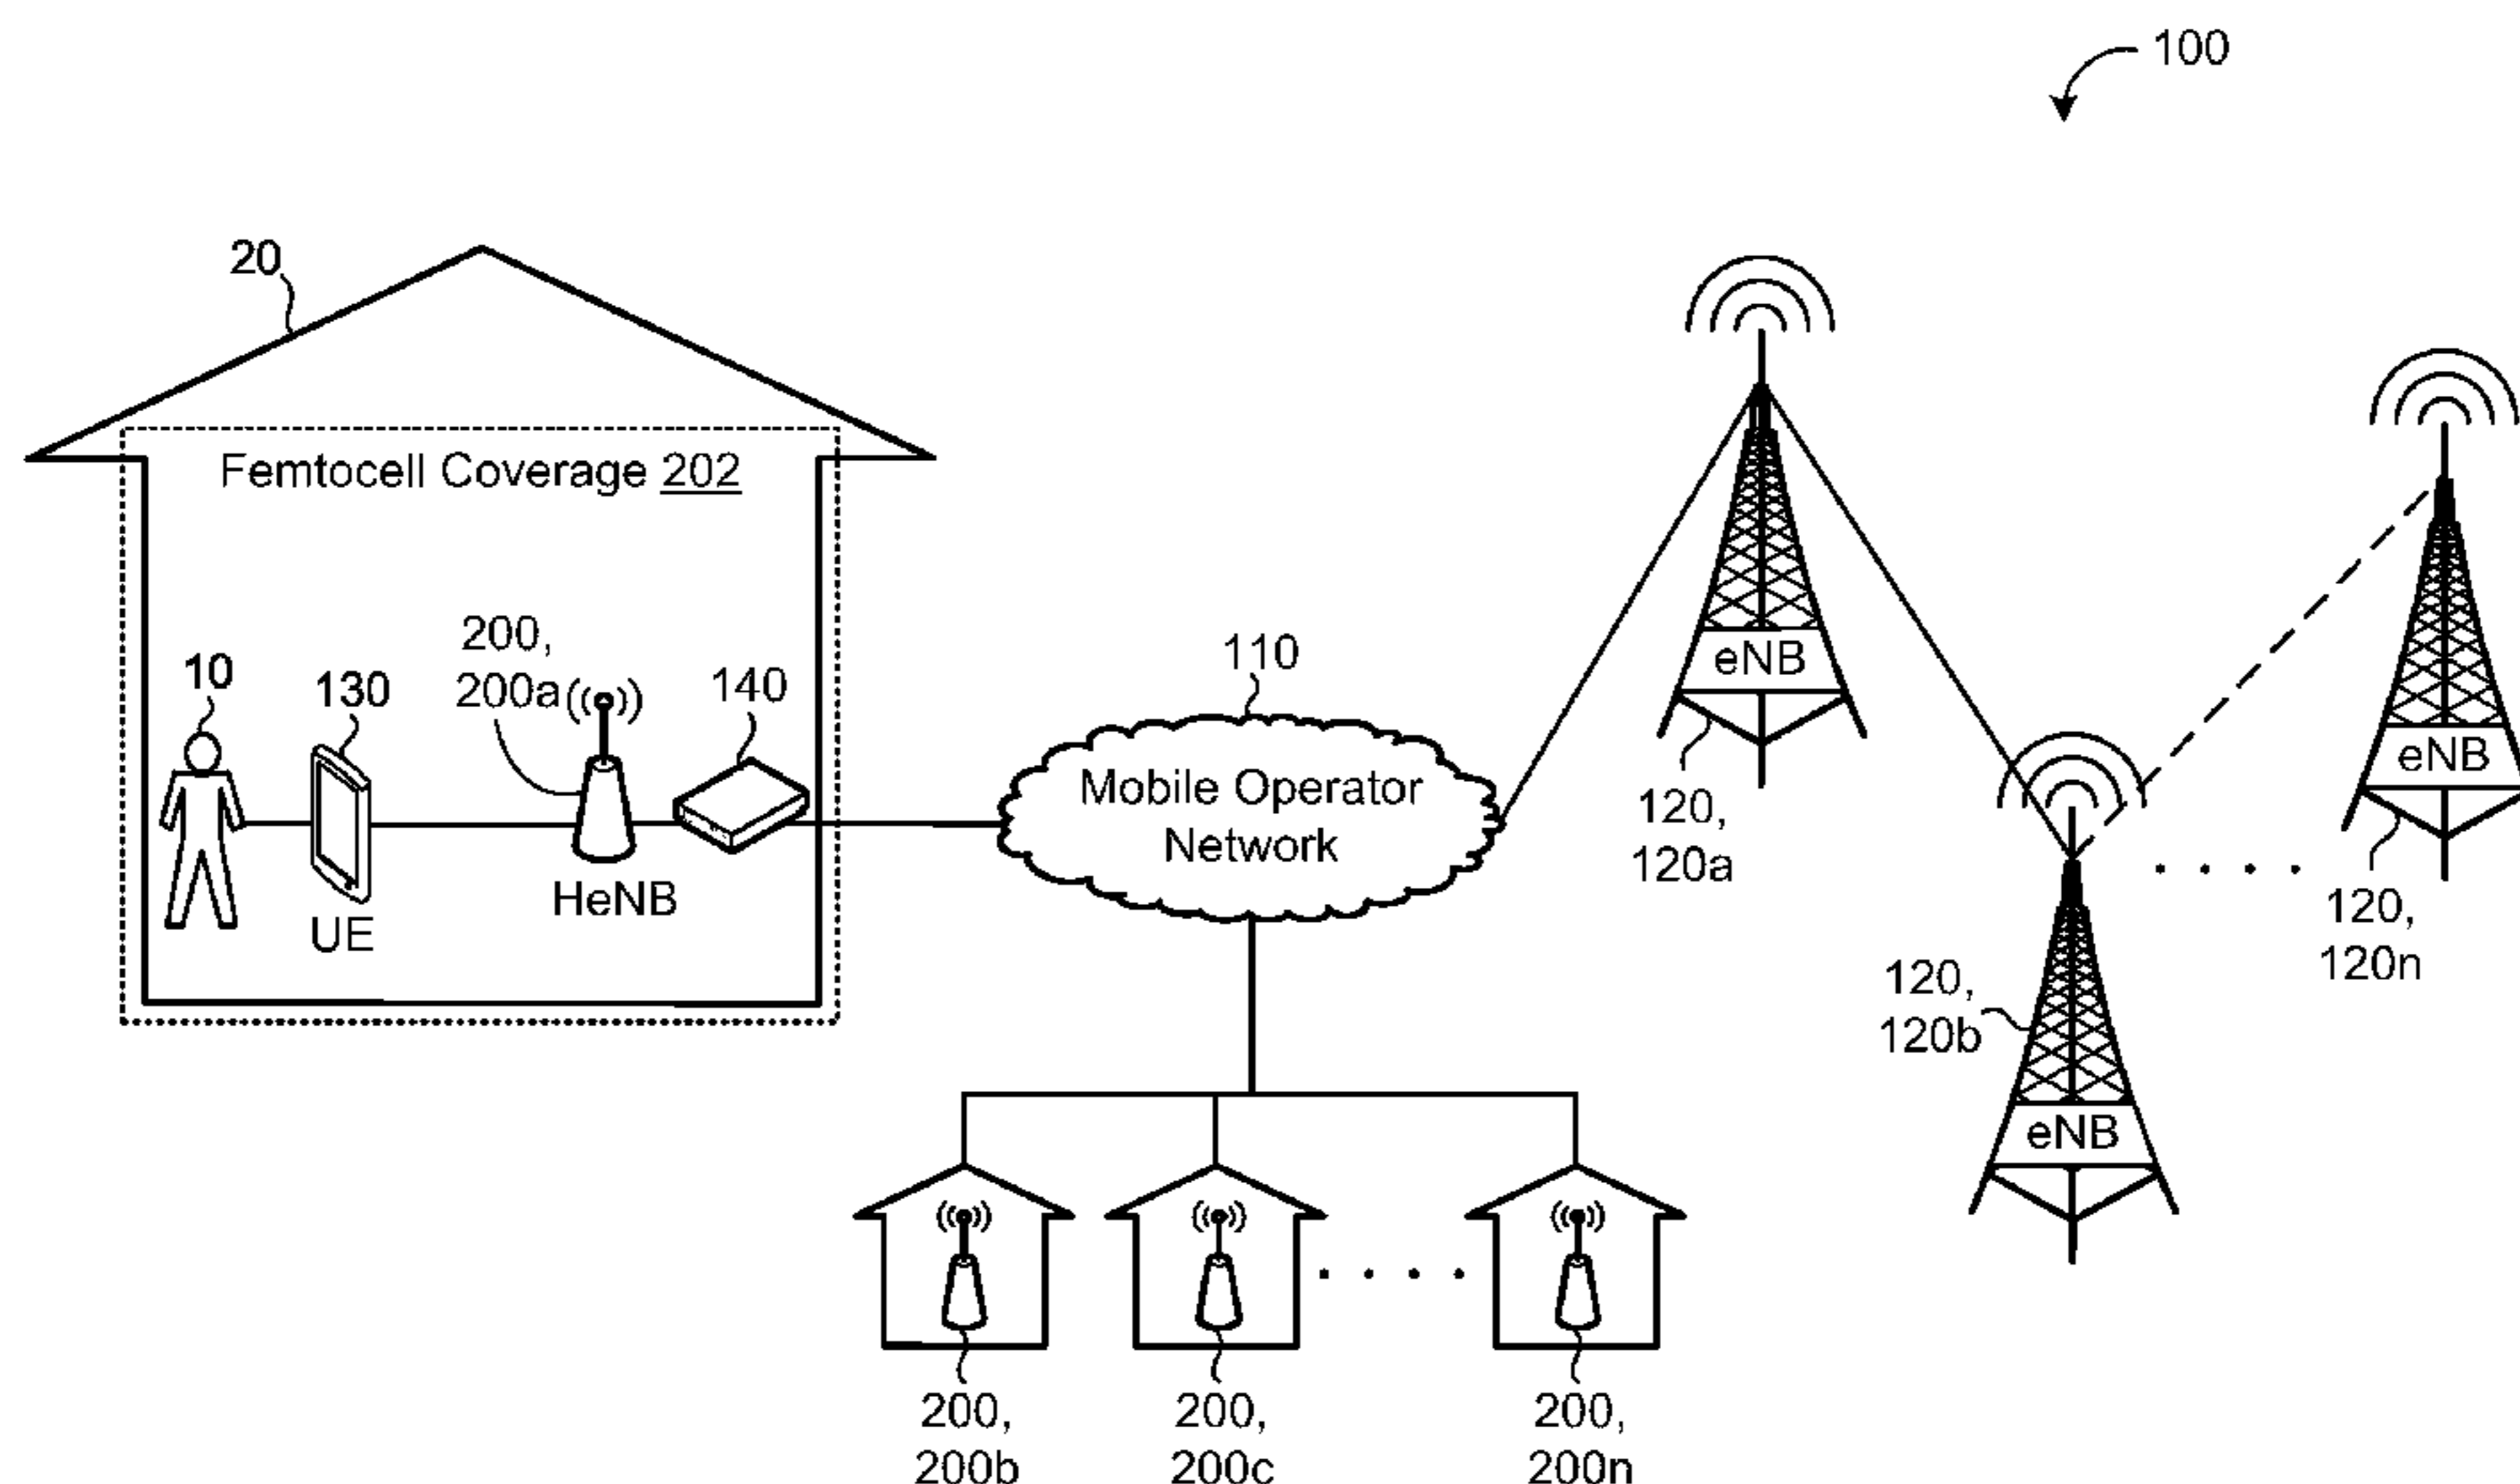 100
20
Femtocell Coverage 202
10
130
200,
200a
140
UE
HeNB
110
Mobile Operator
Network
eNB
120,
120a
eNB
120,
120n
120,
120b
eNB
200,
200b
200,
200c
200,
200n